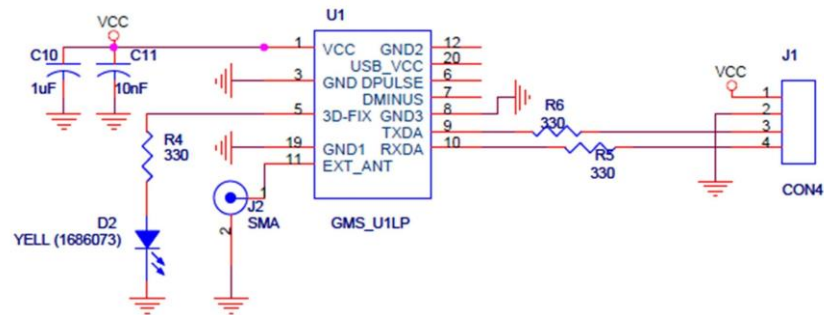 VCC
C10
1uF
C11
10nF
U1
1
VCC
3
GND
5
3D-FIX
19
GND1
11
EXT_ANT
GND2
12
USB_VCC
20
DPULSE
6
DMINUS
7
GND3
8
TXDA
9
RXDA
10
GMS_U1LP
R4
330
D2
YELL (1686073)
1
J2
SMA
2
R6
330
R5
330
VCC
J1
1
2
3
4
CON4